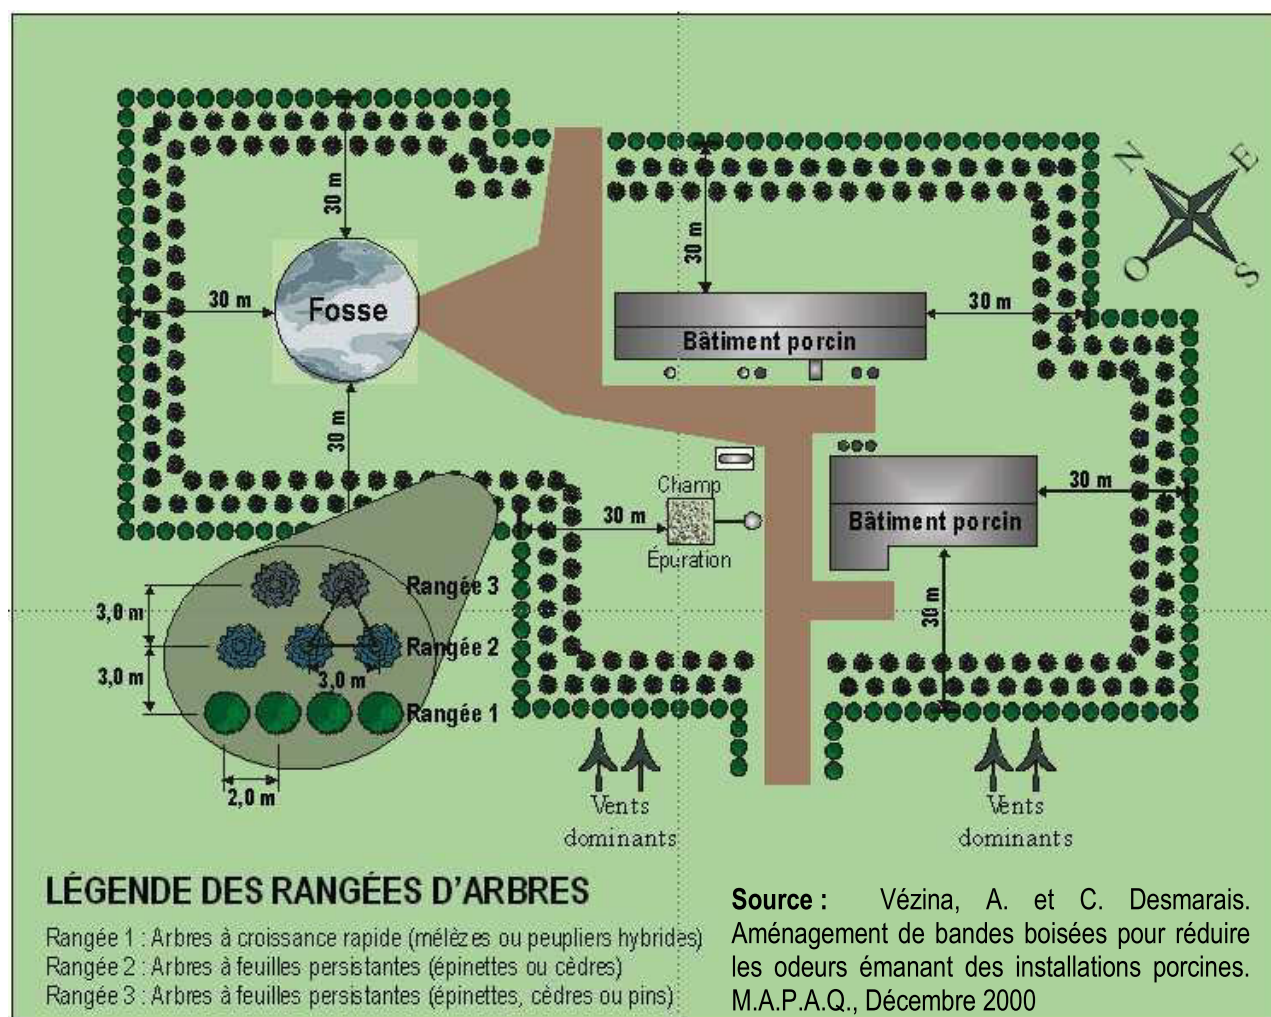 N
E
O
S
30 m
30 m
30 m
30 m
Fosse
30 m
Bâtiment porcin
30 m
Champ
Épuration
30 m
Bâtiment porcin
30 m
30 m
Rangée 3
3,0 m
Rangée 2
3,0 m
3,0 m
Rangée 1
2,0 m
Vents
dominants
Vents
dominants
LÉGENDE DES RANGÉES D'ARBRES
Rangée 1 : Arbres à croissance rapide (mélèzes ou peupliers hybrides)
Rangée 2 : Arbres à feuilles persistantes (épinettes ou cèdres)
Rangée 3 : Arbres à feuilles persistantes (épinettes, cèdres ou pins)
Source : Vézina, A. et C. Desmarais.
Aménagement de bandes boisées pour réduire
les odeurs émanant des installations porcines.
M.A.P.A.Q., Décembre 2000